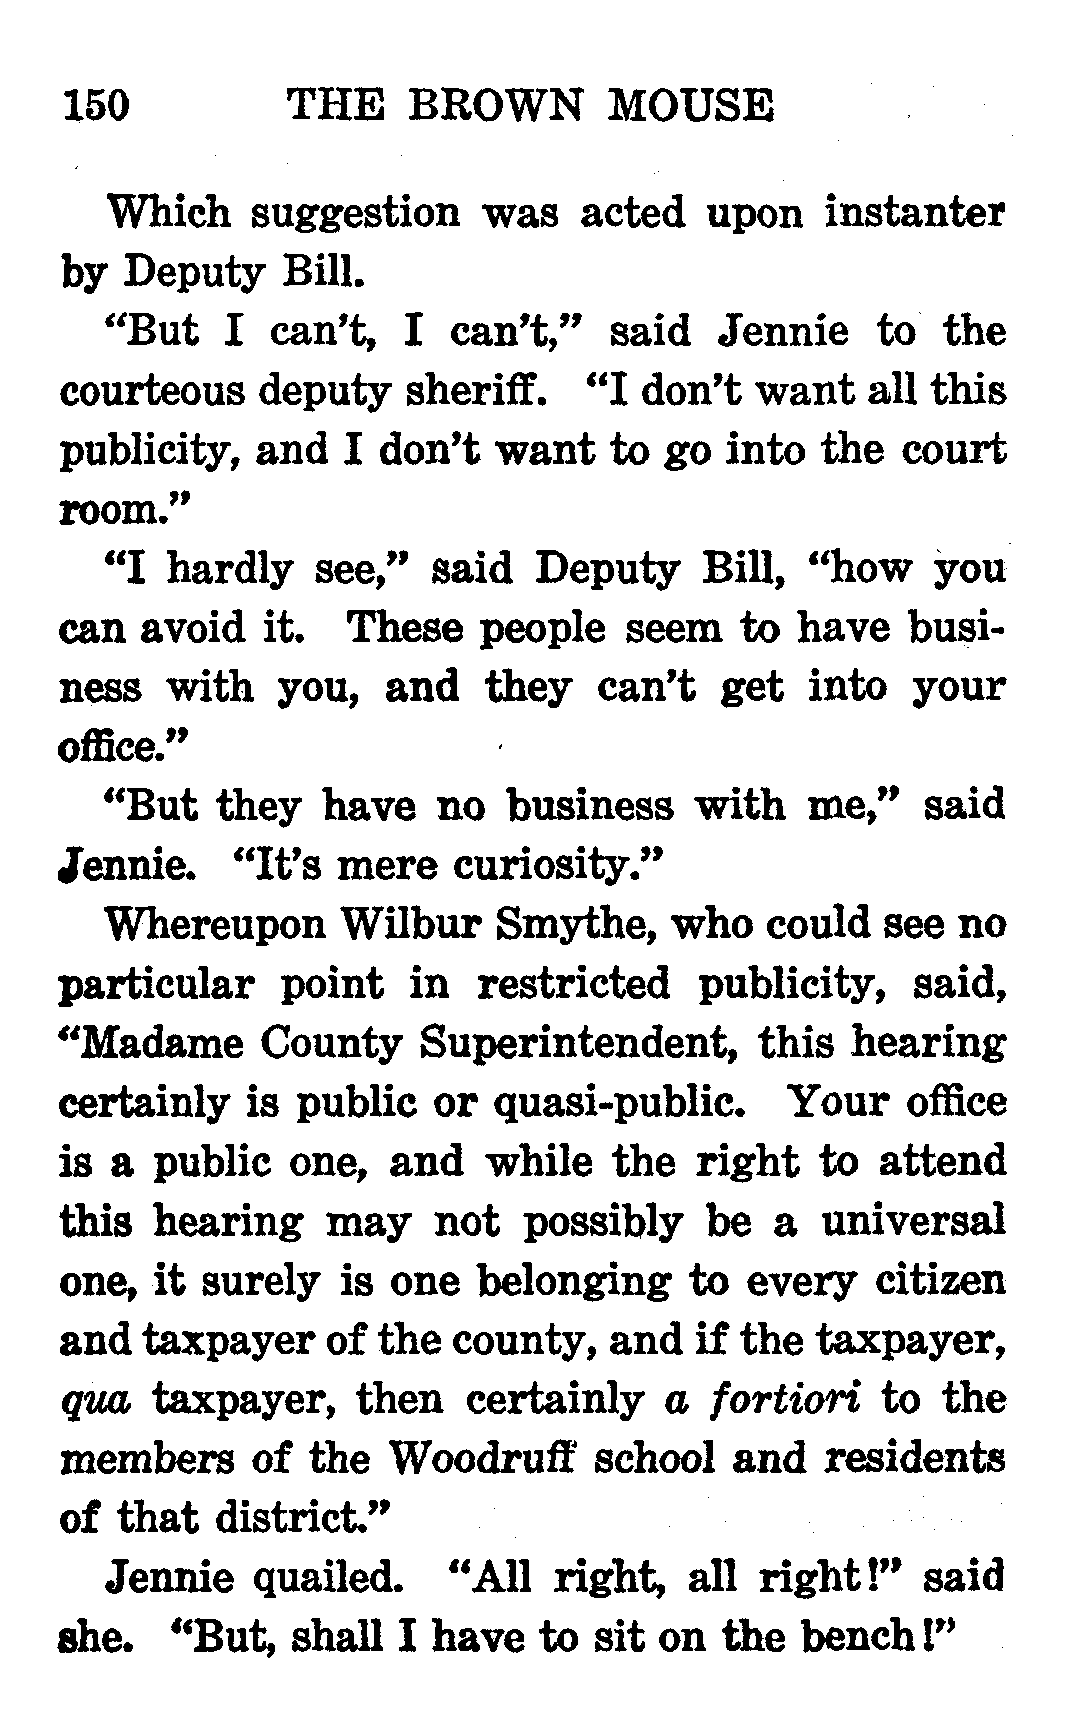 150 THE BROWN MOUSE
Which suggestion was acted upon instanter
by Deputy Bill.
“But I can’t, I can’t,” said Jennie to the
courteous deputy sheriff. “I don’t want all this
publicity, and I don’t want to go into the court
room.”
“I hardly see,” said Deputy Bill, “how you
can avoid it. These people seem to have busi-
ness with you, and they can’t get into your
office.”
“But they have no business with me,” said
Jennie. “It’s mere curiosity.”
Whereupon Wilbur Smythe, who could see no
particular point in restricted publicity, said,
“Madame County Superintendent, this hearing
certainly is public or quasi-public. Your office
is a public one, and while the right to attend
this hearing may not possibly be a universal
one, it surely is one belonging to every citizen
and taxpayer of the county, and if the taxpayer,
qua taxpayer, then certainly a fortiori to the
members of the Woodruff school and residents
of that district.”
Jennie quailed. “All right, all right!” said
she. “But, shall I have to sit on the bench!”